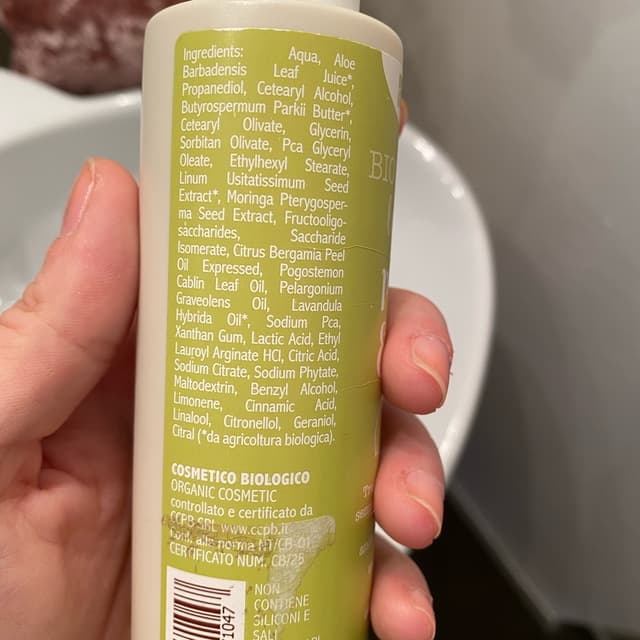 Ingredients: Aqua, Aloe
Barbadensis Leaf Juice*,
Propanediol, Cetearyl Alcohol,
Butyrospermum Parkii Butter*,
Cetearyl Olivate, Glycerin,
Sorbitan Olivate, Pca Glyceryl
Oleate, Ethylhexyl Stearate,
Linum Usitatissimum Seed
Extract*, Moringa Pterygosper-
ma Seed Extract, Fructooligo-
saccharides, Saccharide
Isomerate, Citrus Bergamia Peel
Oil Expressed, Pogostemon
Cablin Leaf Oil, Pelargonium
Graveolens Oil, Lavandula
Hybrida Oil*, Sodium Pca,
Xanthan Gum, Lactic Acid, Ethyl
Lauroyl Arginate HCl, Citric Acid,
Sodium Citrate, Sodium Phytate,
Maltodextrin, Benzyl Alcohol,
Limonene, Cinnamic Acid,
Linalool, Citronellol, Geraniol,
Citral (*da agricoltura biologica).
COSMETICO BIOLOGICO
ORGANIC COSMETIC
controllato e certificato da
CCPB SRL www.ccpb.it
alla norma
CERTIFICATO NUM. CB/25
NON
CONTIENE
SILICONI E
SALI
1047
BIO